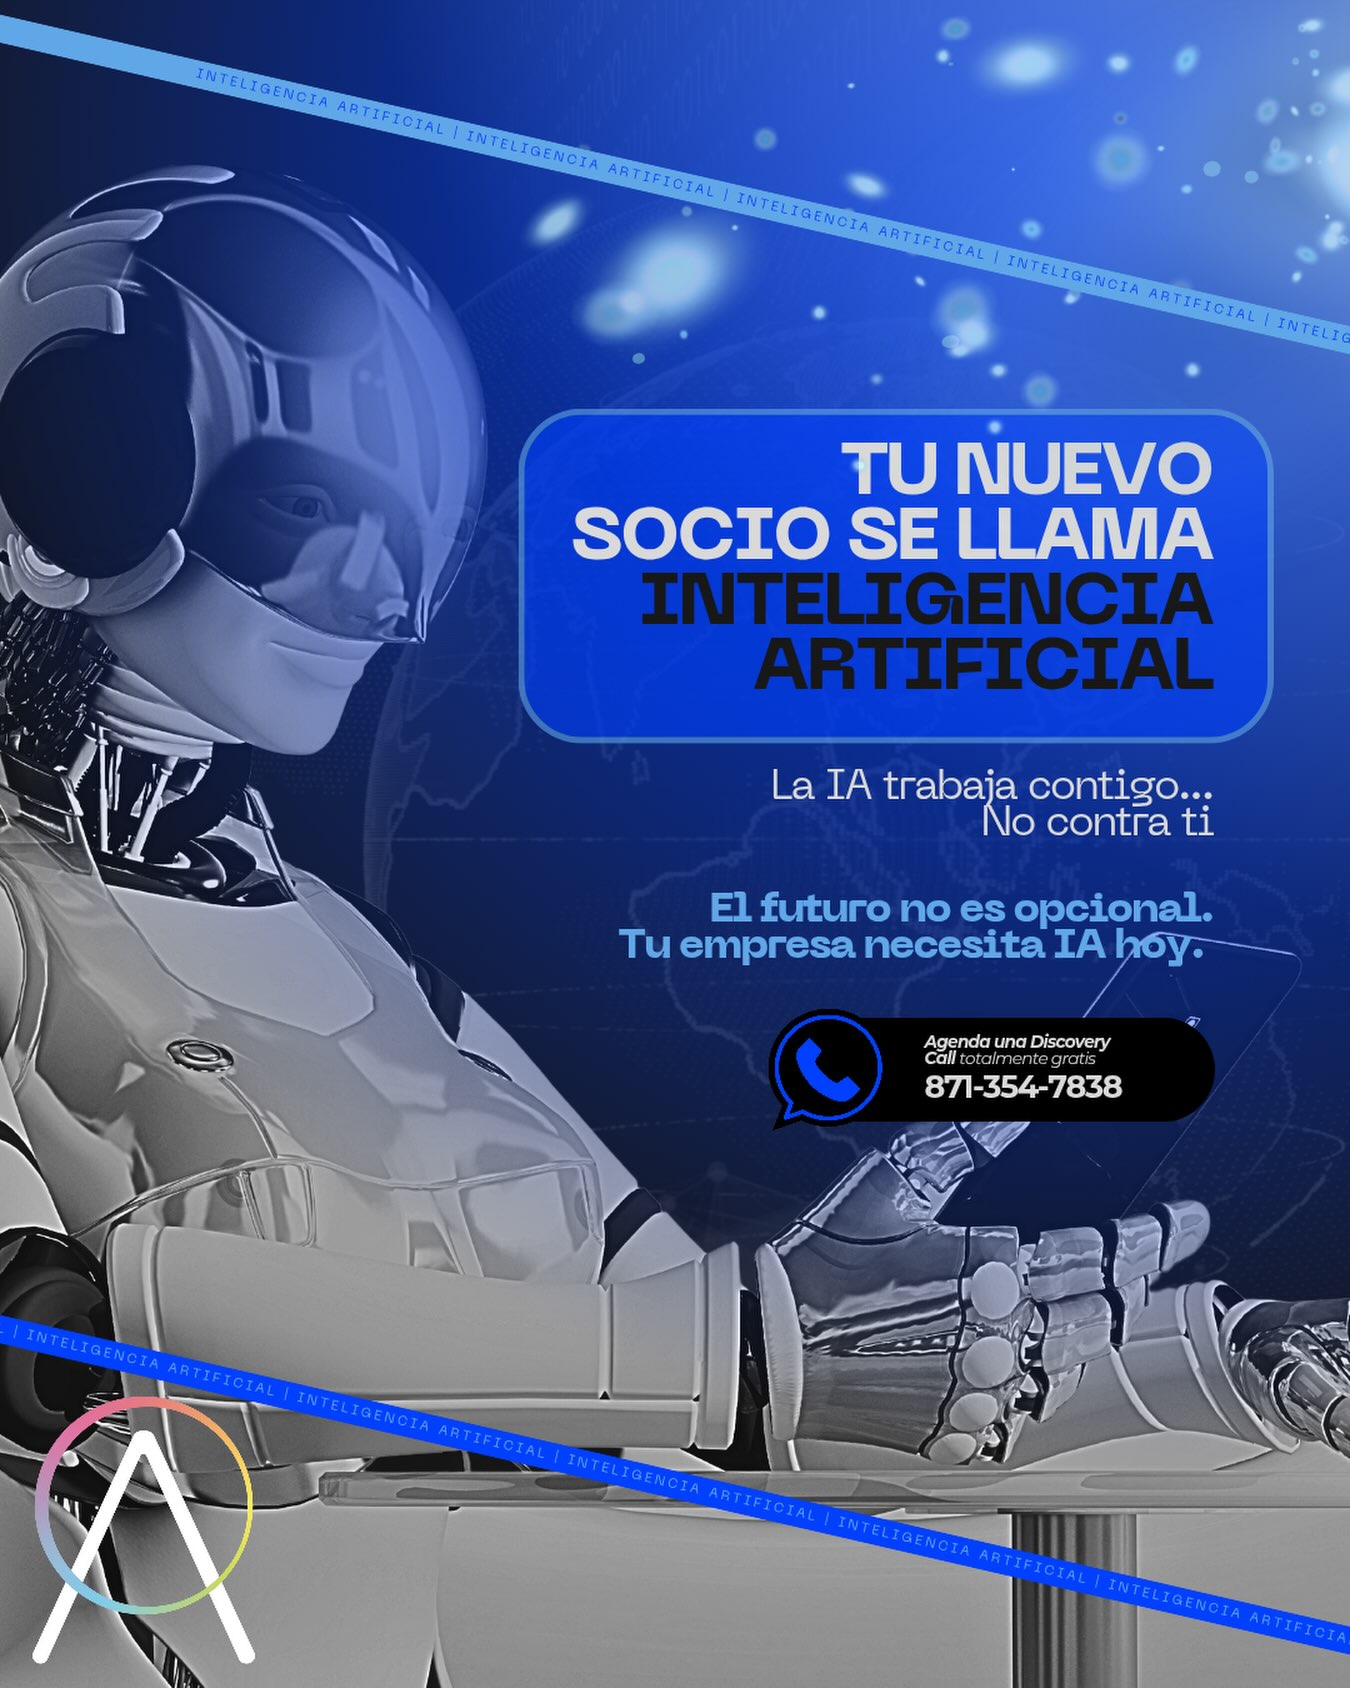 INTELIGENCIA ARTIFICIAL | INTELIGENCIA ARTIFICIAL | INTELIGENCIA ARTIFICIAL | INTELIGENCIA ARTIFICIAL | INTELIG
TU NUEVO
SOCIO SE LLAMA
INTELIGENCIA
ARTIFICIAL
La IA trabaja contigo...
No contra ti
El futuro no es opcional.
Tu empresa necesita IA hoy.
Agenda una Discovery
Call totalmente gratis
871-354-7838
L | INTELIGENCIA ARTIFICIAL | INTELIGENCIA ARTIFICIAL | INTELIGENCIA ARTIFICIAL | INTELIGENCIA ARTIFICIAL | INTELIGENCIA ARTIFICIA